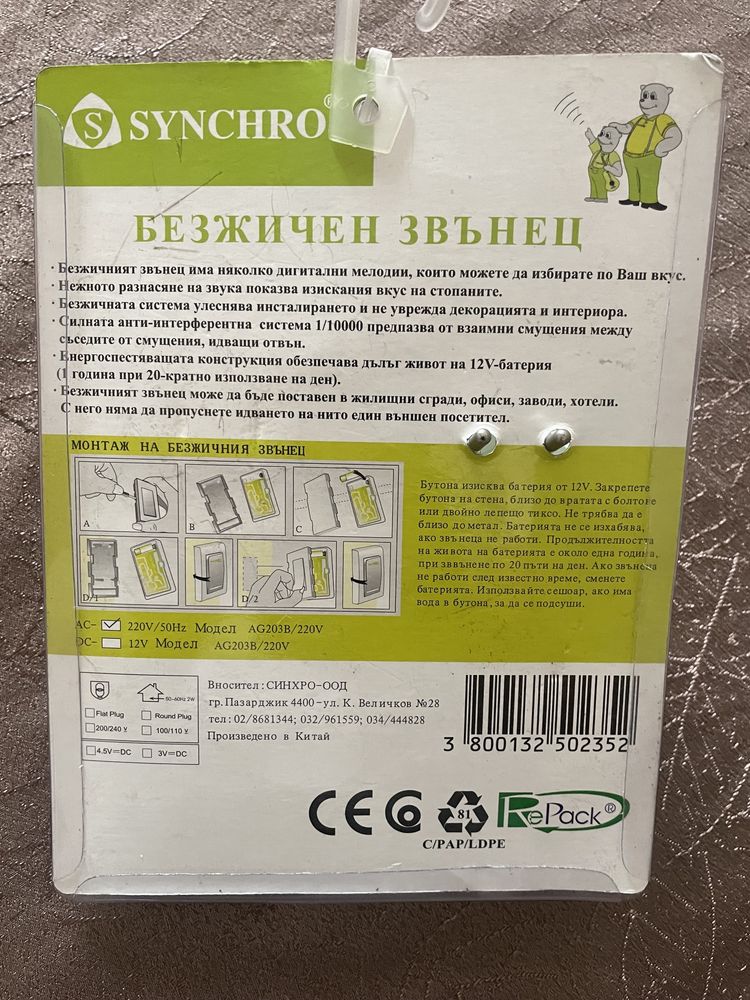 S SYNCHRO®
БЕЗЖИЧЕН ЗВЪНЕЦ
· Безжичният звънец има няколко дигитални мелодии, които можете да избирате по Ваш вкус.
· Нежното разнасяне на звука показва изискания вкус на стопаните.
· Безжичната система улеснява инсталирането и не уврежда декорацията и интериора.
· Силната анти-интерферентна система 1/10000 предпазва от взаимни смущения между
съседите от смущения, идващи отвън.
· Енергоспестяващата конструкция обепечава дълъг живот на 12V-батерия
(1 година при 20-кратно използване на ден).
· Безжичният звънец може да бъде поставен в жилищни сгради, офиси, заводи, хотели.
С него няма да пропуснете идването на нито един външен посетител.
МОНТАЖ НА БЕЗЖИЧНИЯ ЗВЪНЕЦ
A
B
C
D/1
D/2
Бутона изисква батерия от 12V. Закрепете
бутона на стена, близо до вратата с болтове
или двойно лепещо тиксо. Не трябва да е
близо до метал. Батерията не се изхабява,
ако звънеца не работи. Продължителността
на живота на батерията е около една година,
при заввънене по 20 пъти на ден. Ако звънеца
не работи след известно време, сменете
батерията. Използвайте сешоар, ако има
вода в бутона, за да се подсуши.
AC- 220V/50Hz Модел AG203B/220V
DC- 12V Модел AG203B/220V
50-60Hz 2W
Flat Plug Round Plug
200/240 V 100/110 V
4.5V=DC 3V=DC
Вносител: СИНХРО-ООД
гр. Пазарджик 4400-ул. К. Величков №28
тел: 02/8681344; 032/961559; 034/444828
Произведено в Китай
3 800132 502352
CE
81
C/PAP/LDPE
RePack®